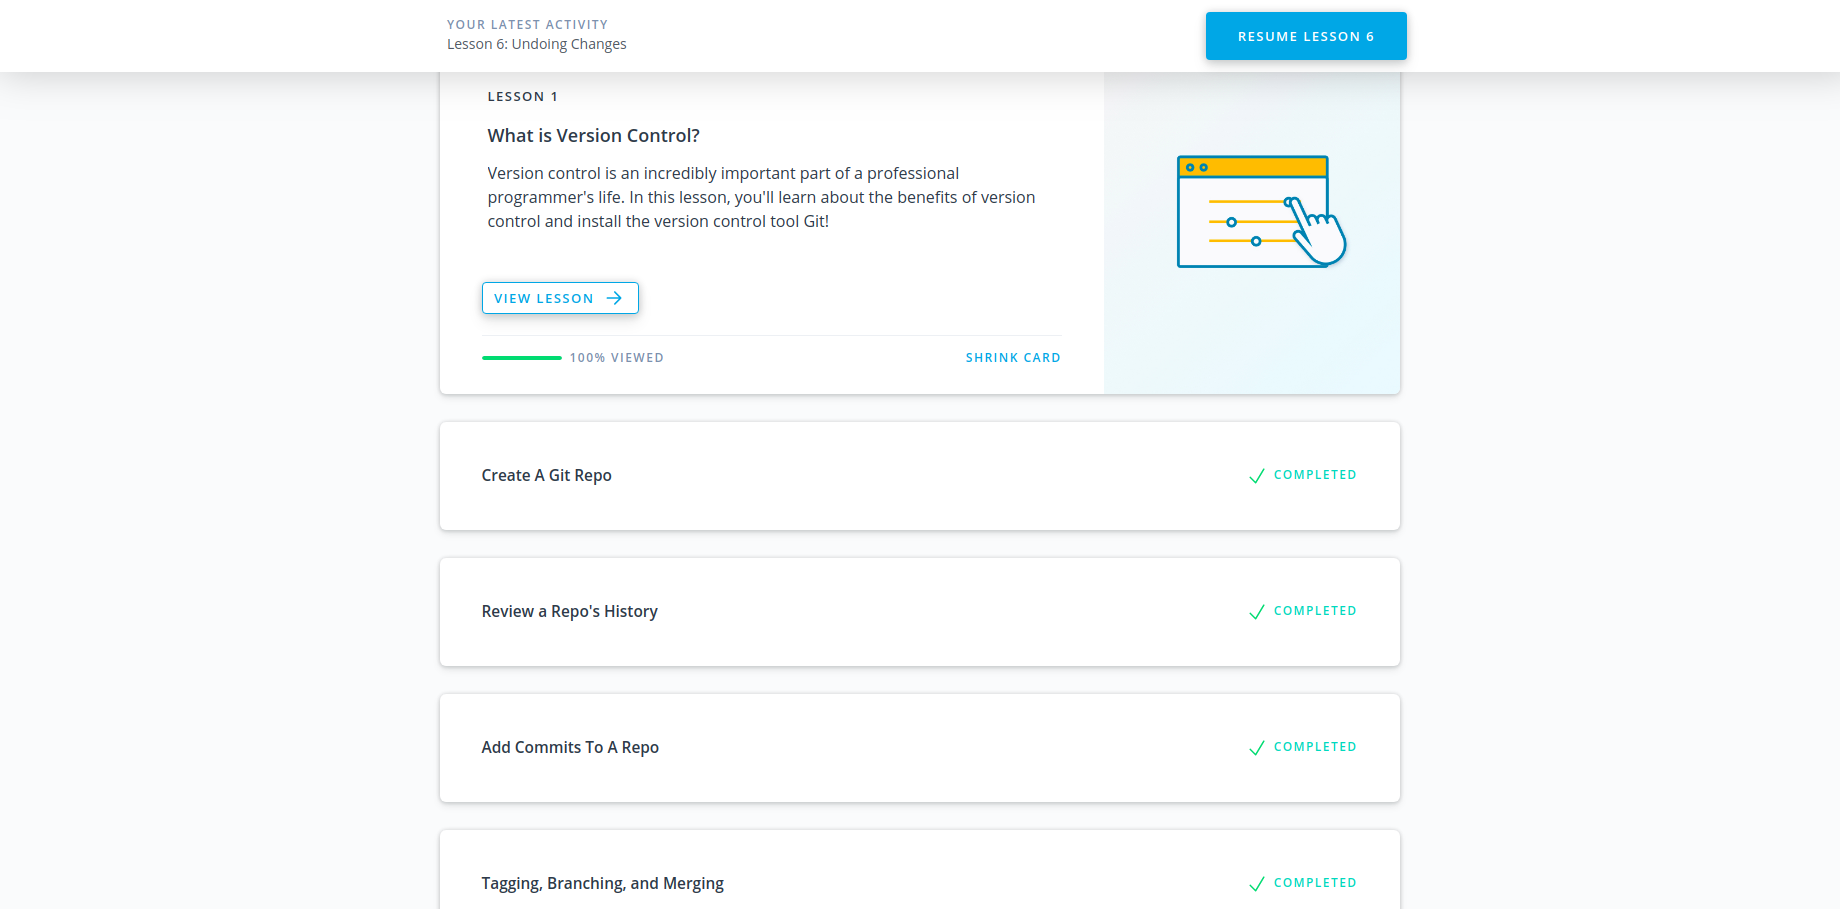 YOUR LATEST ACTIVITY
Lesson 6: Undoing Changes
RESUME LESSON 6
LESSON 1
What is Version Control?
Version control is an incredibly important part of a professional
programmer's life. In this lesson, you'll learn about the benefits of version
control and install the version control tool Git!
VIEW LESSON
100% VIEWED
SHRINK CARD
Create A Git Repo
COMPLETED
Review a Repo's History
COMPLETED
Add Commits To A Repo
COMPLETED
Tagging, Branching, and Merging
COMPLETED